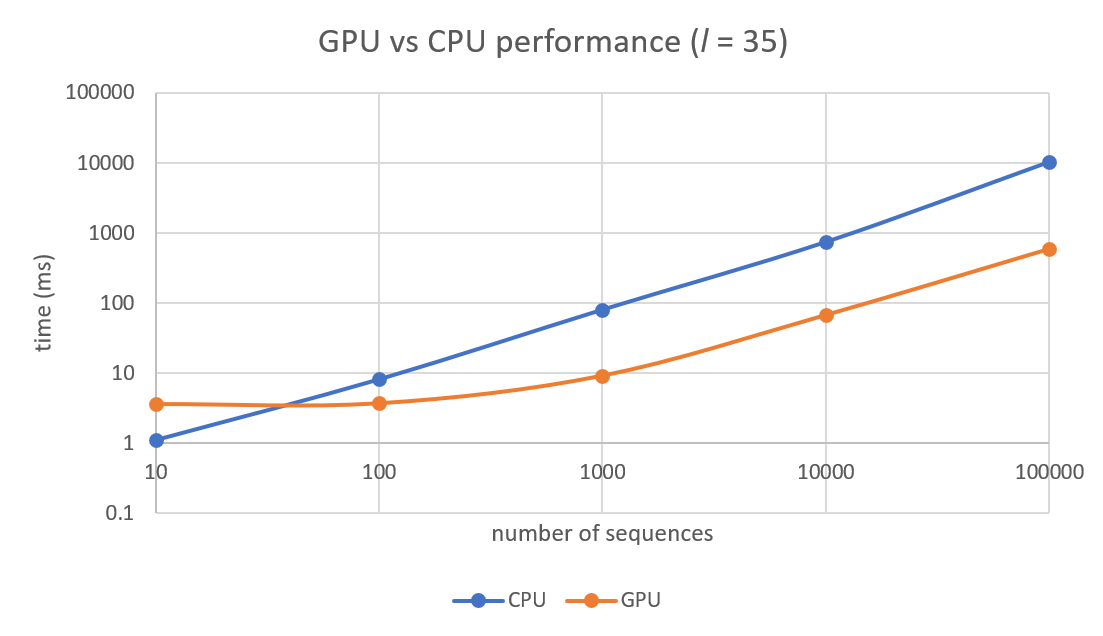 GPU vs CPU performance (l = 35)
100000
10000
1000
100
10
1
0.1
time (ms)
10 100 1000 10000 100000
number of sequences
CPU GPU